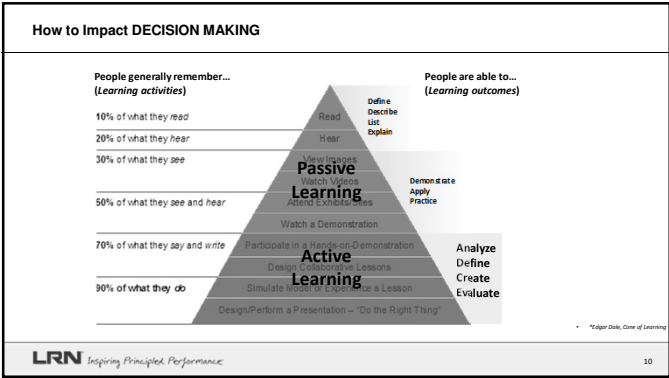 How to Impact DECISION MAKING
People generally remember...
(Learning activities)
People are able to...
(Learning outcomes)
10% of what they read
20% of what they hear
30% of what they see
50% of what they see and hear
70% of what they say and write
90% of what they do
Read
Hear
View Images
Watch Videos
Attend Exhibits/Sites
Watch a Demonstration
Participate in a Hands-on-Demonstration
Design Collaborative Lessons
Simulate Model or Experience a Lesson
Design/Perform a Presentation – "Do the Right Thing"
Passive
Learning
Active
Learning
Define
Describe
List
Explain
Demonstrate
Apply
Practice
Analyze
Define
Create
Evaluate
• *Edgar Dale, Cone of Learning
LRN Inspiring Principled Performance
10